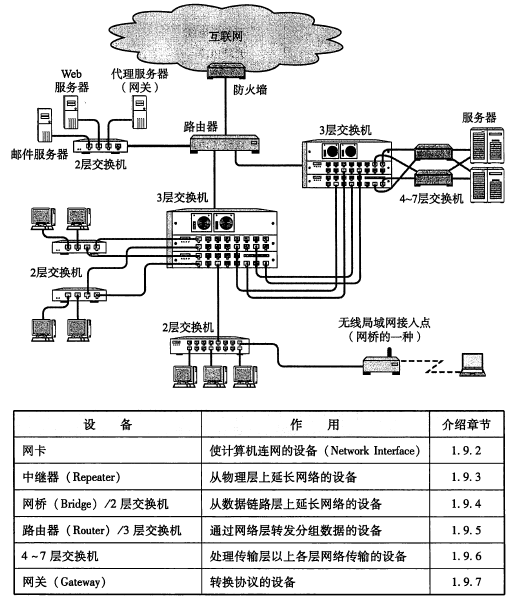 互联网
Web
服务器
代理服务器
（网关）
防火墙
邮件服务器
2层交换机
路由器
3层交换机
服务器
4~7层交换机
3层交换机
2层交换机
2层交换机
无线局域网接入点
（网桥的一种）
设 备 作 用 介绍章节
网卡 使计算机连网的设备（Network Interface） 1.9.2
中继器（Repeater） 从物理层上延长网络的设备 1.9.3
网桥（Bridge）/2 层交换机 从数据链路层上延长网络的设备 1.9.4
路由器（Router）/3 层交换机 通过网络层转发分组数据的设备 1.9.5
4 ~7 层交换机 处理传输层以上各层网络传输的设备 1.9.6
网关（Gateway） 转换协议的设备 1.9.7